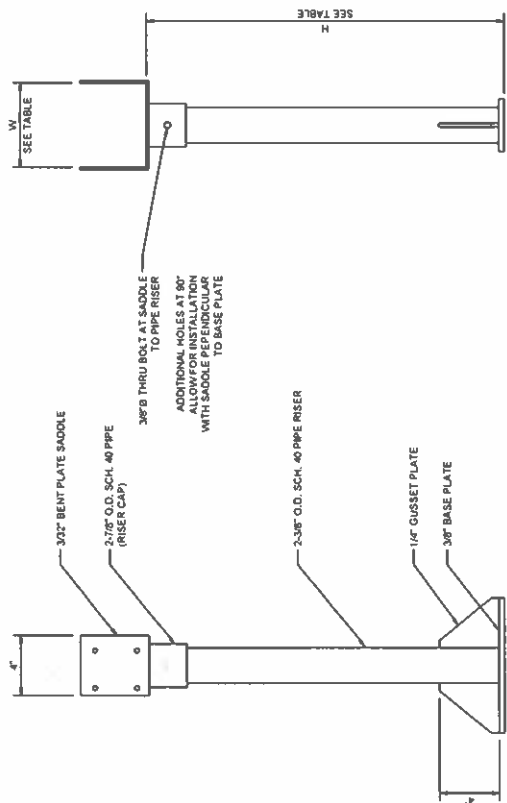 4"
3/32" BENT PLATE SADDLE
2-7/8" O.D. SCH. 40 PIPE
(RISER CAP)
2-3/8" O.D. SCH. 40 PIPE RISER
1/4" GUSSET PLATE
3/8" BASE PLATE
W
SEE TABLE
3/8"Ø THRU BOLT AT SADDLE
TO PIPE RISER
ADDITIONAL HOLES AT 90°
ALLOW FOR INSTALLATION
WITH SADDLE PEPENDICULAR
TO BASE PLATE
H
SEE TABLE